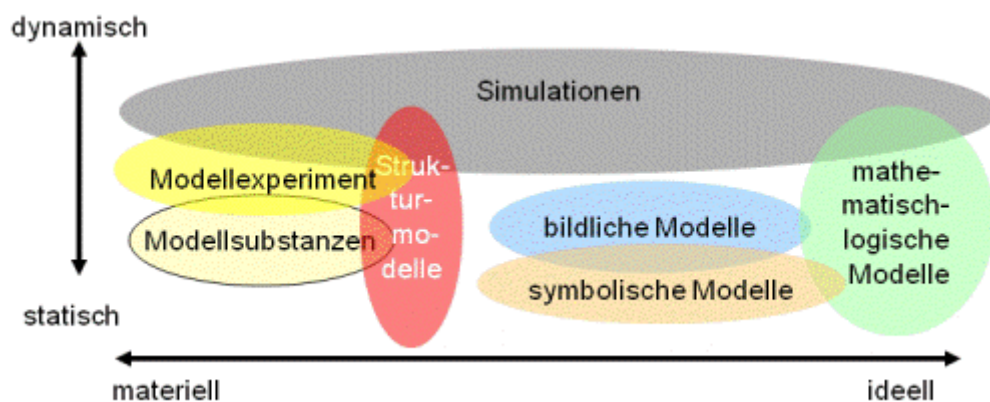 dynamisch
Simulationen
Modellexperiment
Modellsubstanzen
Struk-
tur-
mo-
delle
bildliche Modelle
symbolische Modelle
mathe-
matisch-
logische
Modelle
statisch
materiell
ideell